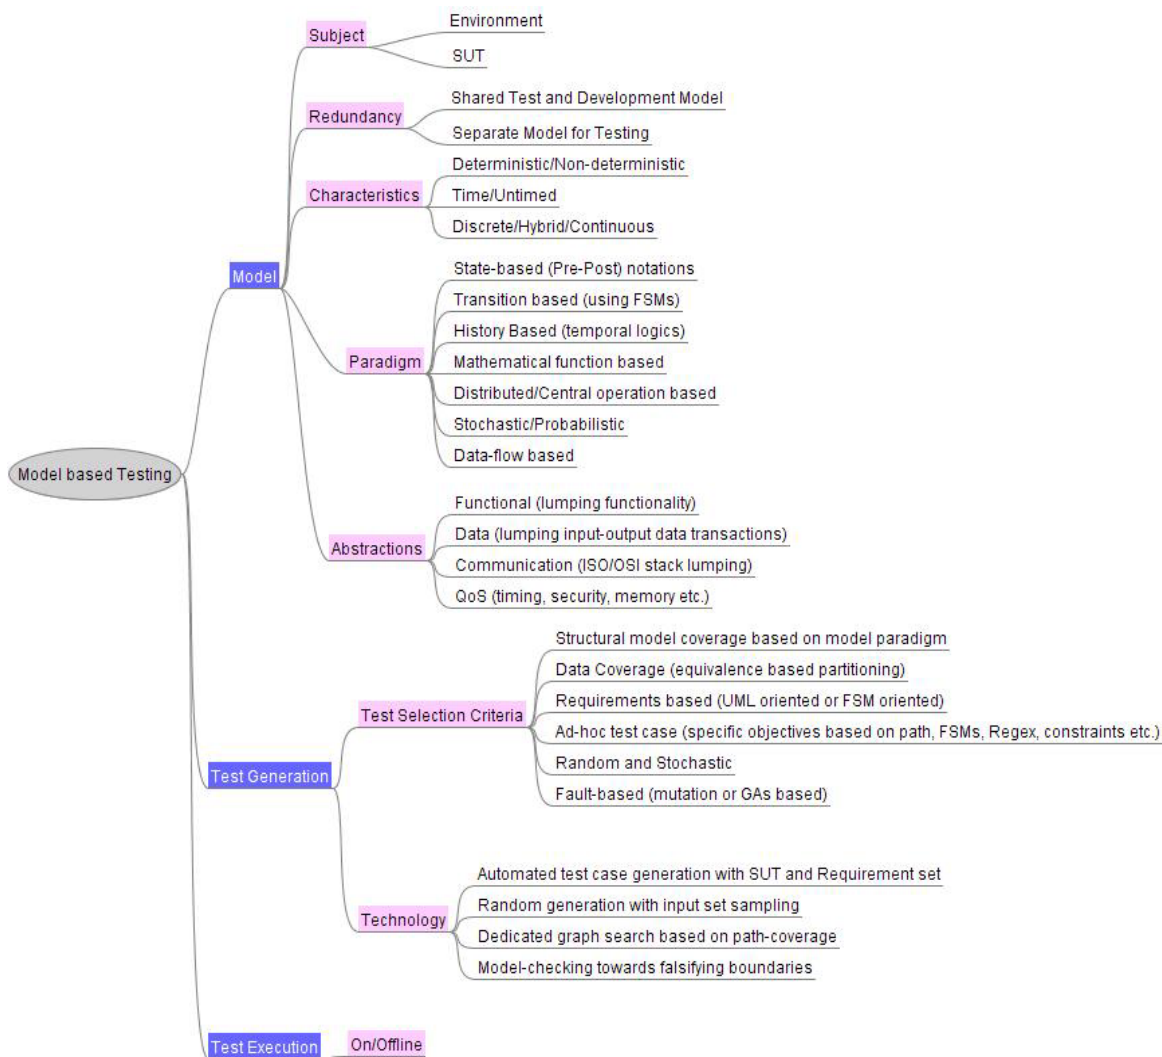 Environment
Subject
SUT
Shared Test and Development Model
Redundancy
Separate Model for Testing
Deterministic/Non-deterministic
Characteristics
Time/Untimed
Discrete/Hybrid/Continuous
Model
State-based (Pre-Post) notations
Transition based (using FSMs)
History Based (temporal logics)
Paradigm
Mathematical function based
Distributed/Central operation based
Stochastic/Probabilistic
Data-flow based
Model based Testing
Functional (lumping functionality)
Data (lumping input-output data transactions)
Abstractions
Communication (ISO/OSI stack lumping)
QoS (timing, security, memory etc.)
Structural model coverage based on model paradigm
Data Coverage (equivalence based partitioning)
Requirements based (UML oriented or FSM oriented)
Test Selection Criteria
Ad-hoc test case (specific objectives based on path, FSMs, Regex, constraints etc.)
Random and Stochastic
Fault-based (mutation or GAs based)
Test Generation
Automated test case generation with SUT and Requirement set
Random generation with input set sampling
Technology
Dedicated graph search based on path-coverage
Model-checking towards falsifying boundaries
Test Execution
On/Offline